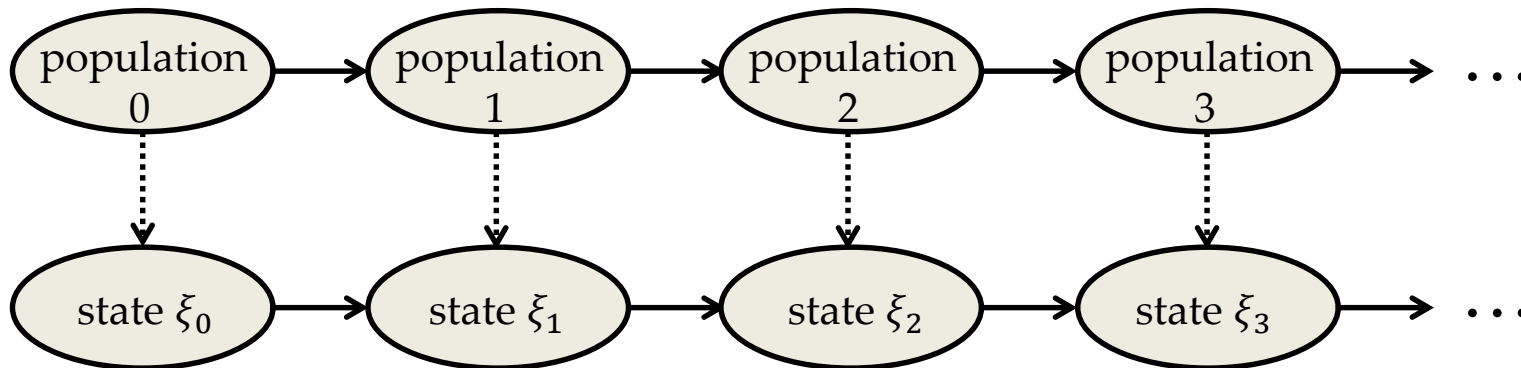 population
0
population
1
population
2
population
3
...
state ξ₀
state ξ₁
state ξ₂
state ξ₃
...